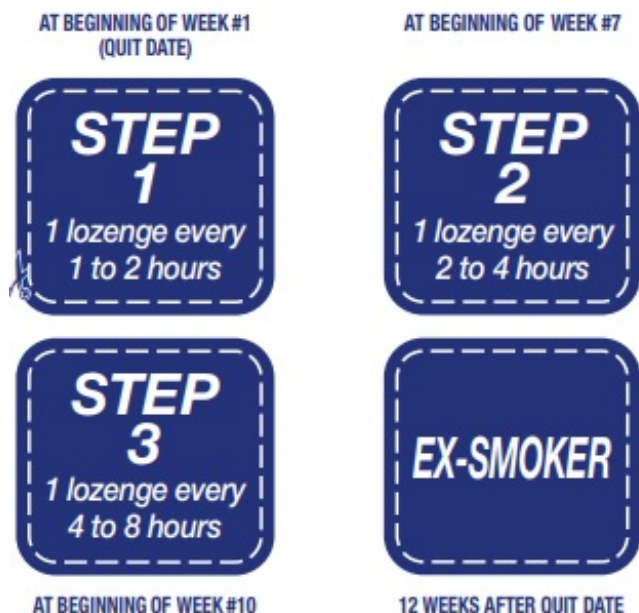 AT BEGINNING OF WEEK #1
(QUIT DATE)
STEP
1
1 lozenge every
1 to 2 hours
AT BEGINNING OF WEEK #7
STEP
2
1 lozenge every
2 to 4 hours
STEP
3
1 lozenge every
4 to 8 hours
AT BEGINNING OF WEEK #10
EX-SMOKER
12 WEEKS AFTER QUIT DATE